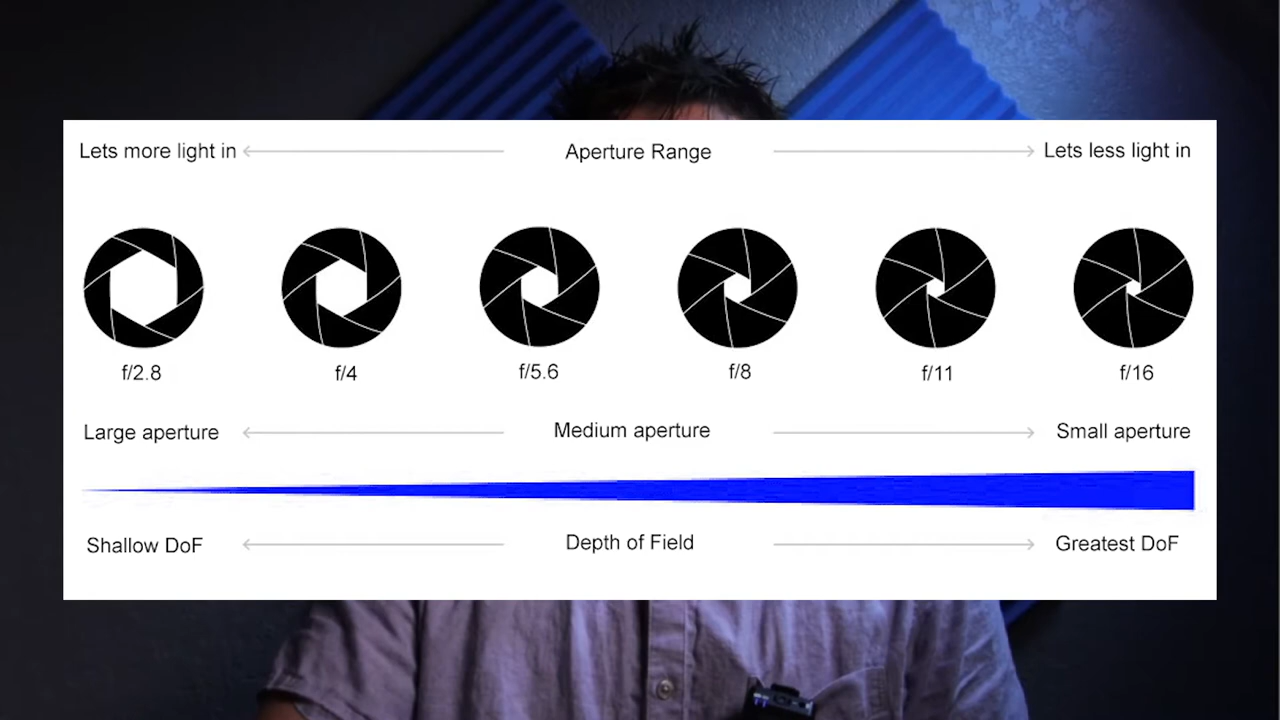 Lets more light in
Aperture Range
Lets less light in
f/2.8
f/4
f/5.6
f/8
f/11
f/16
Large aperture
Medium aperture
Small aperture
Shallow DoF
Depth of Field
Greatest DoF